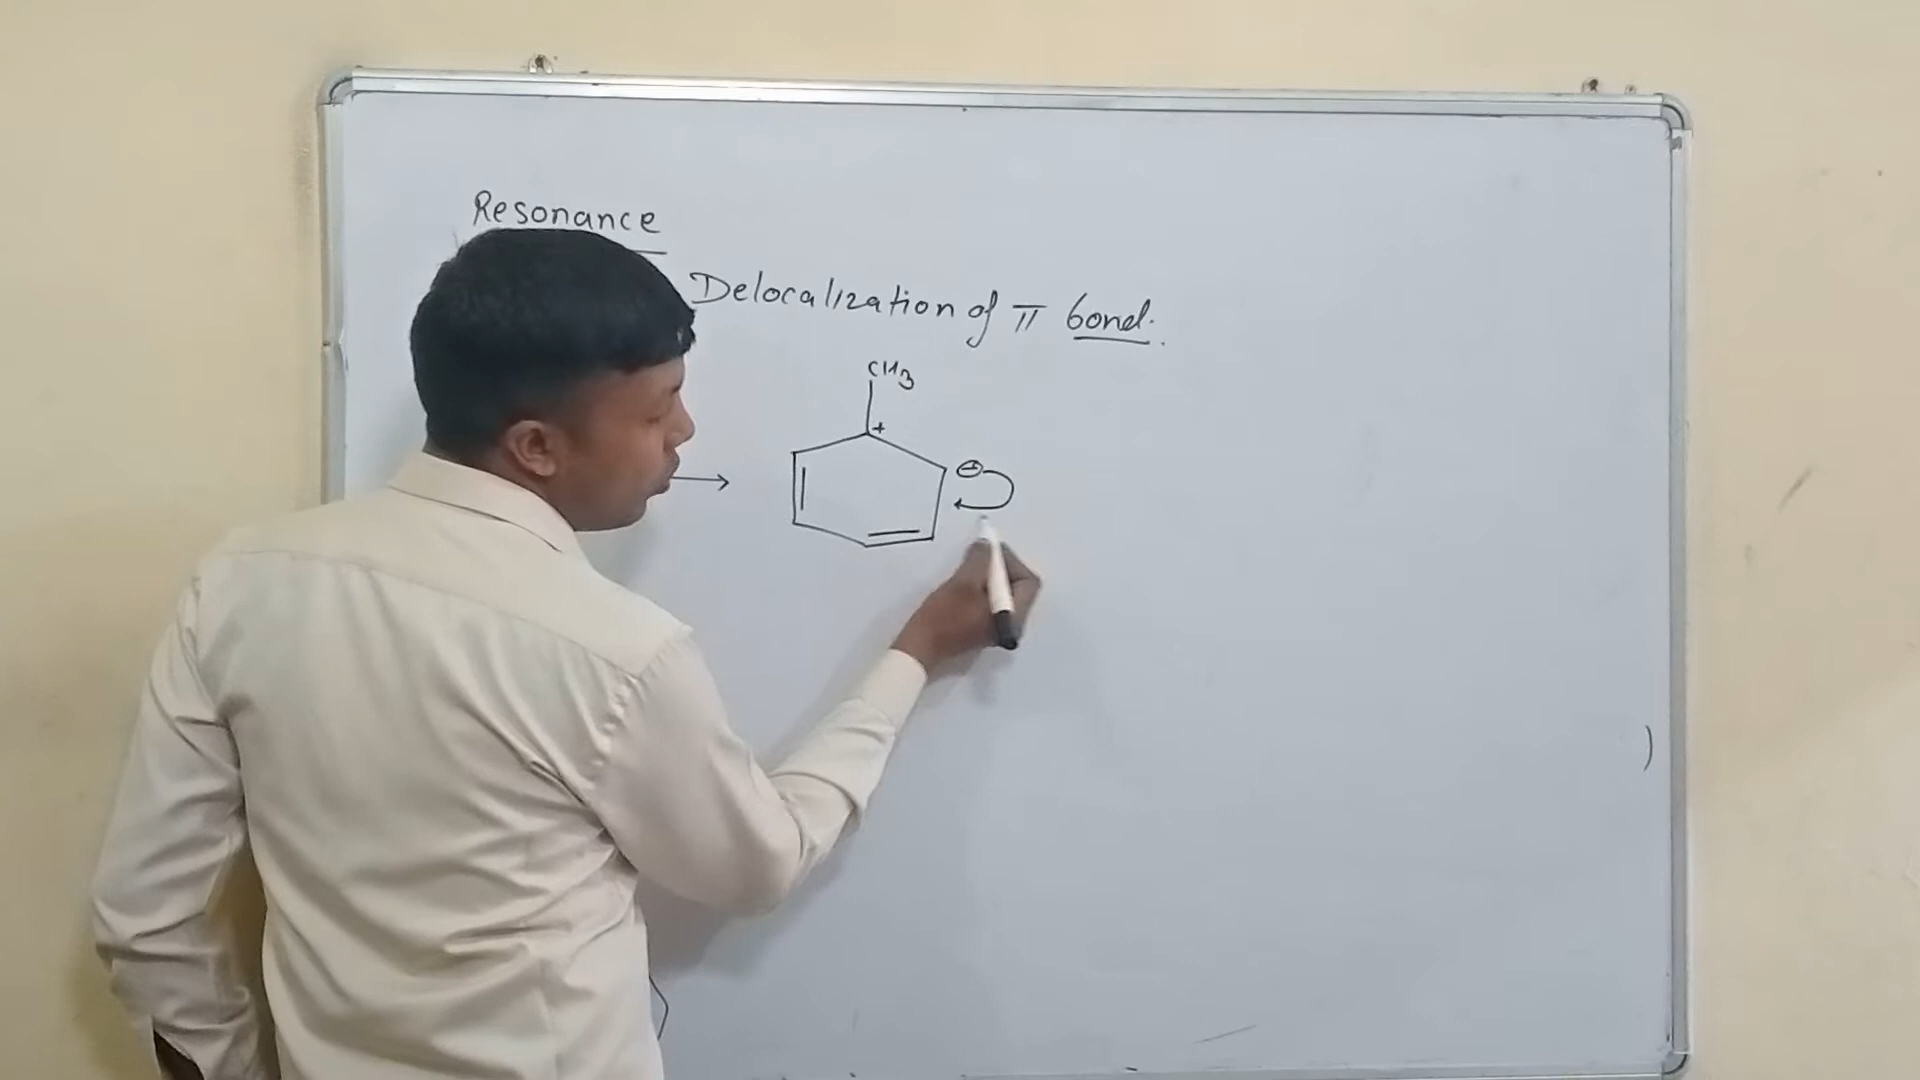 Resonance
Delocalization of π bond.
CH3
+
⊖
)